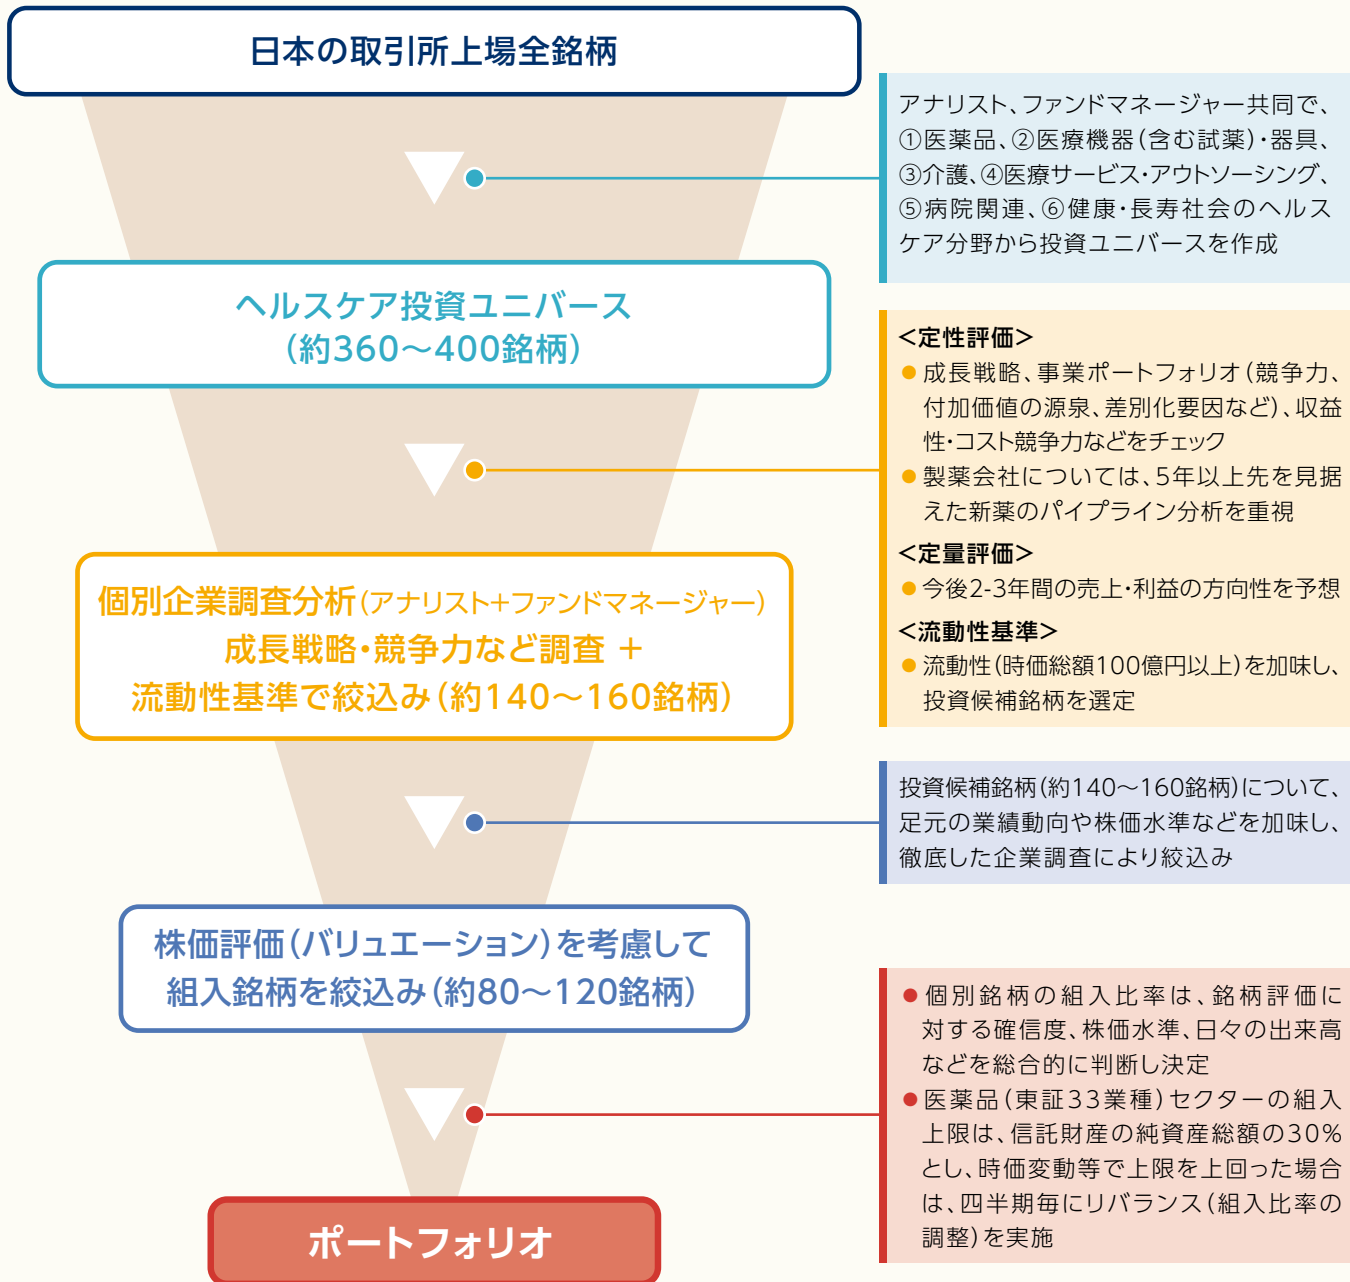 日本の取引所上場全銘柄
アナリスト、ファンドマネージャー共同で、
①医薬品、②医療機器(含む試薬)・器具、
③介護、④医療サービス・アウトソーシング、
⑤病院関連、⑥健康・長寿社会のヘルス
ケア分野から投資ユニバースを作成
ヘルスケア投資ユニバース
(約360～400銘柄)
<定性評価>
● 成長戦略、事業ポートフォリオ(競争力、
付加価値の源泉、差別化要因など)、収益
性・コスト競争力などをチェック
● 製薬会社については、5年以上先を見据
えた新薬のパイプライン分析を重視
<定量評価>
● 今後2-3年間の売上・利益の方向性を予想
<流動性基準>
● 流動性(時価総額100億円以上)を加味し、
投資候補銘柄を選定
個別企業調査分析(アナリスト+ファンドマネージャー)
成長戦略・競争力など調査 +
流動性基準で絞込み(約140～160銘柄)
投資候補銘柄(約140～160銘柄)について、
足元の業績動向や株価水準などを加味し、
徹底した企業調査により絞込み
株価評価(バリュエーション)を考慮して
組入銘柄を絞込み(約80～120銘柄)
● 個別銘柄の組入比率は、銘柄評価に
対する確信度、株価水準、日々の出来高
などを総合的に判断し決定
● 医薬品(東証33業種)セクターの組入
上限は、信託財産の純資産総額の30%
とし、時価変動等で上限を上回った場合
は、四半期毎にリバランス(組入比率の
調整)を実施
ポートフォリオ